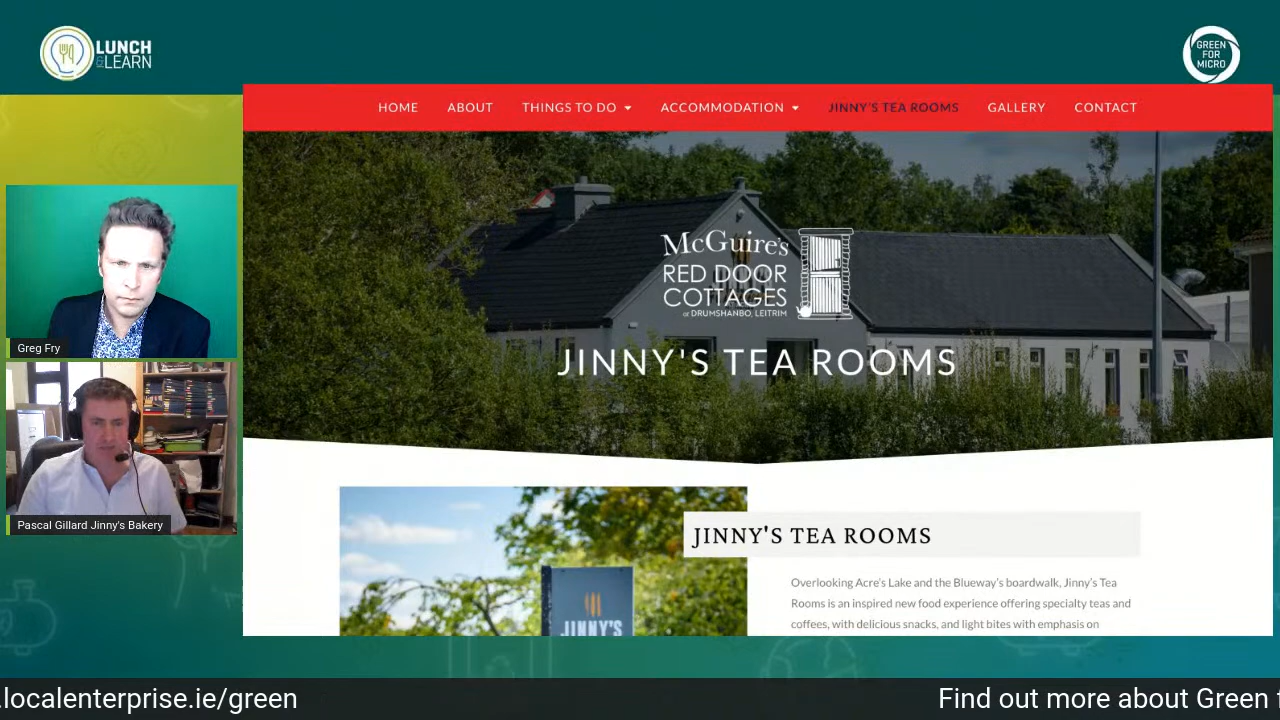 LUNCH
& LEARN
GREEN
FOR
MICRO
HOME ABOUT THINGS TO DO ACCOMMODATION JINNY'S TEA ROOMS GALLERY CONTACT
McGuire's
RED DOOR
COTTAGES
of DRUMSHANBO, LEITRIM
JINNY'S TEA ROOMS
Greg Fry
Pascal Gillard Jinny's Bakery
JINNY'S TEA ROOMS
Overlooking Acre's Lake and the Blueway's boardwalk, Jinny's Tea
Rooms is an inspired new food experience offering specialty teas and
coffees, with delicious snacks, and light bites with emphasis on
JINNY'S
.localenterprise.ie/green Find out more about Green